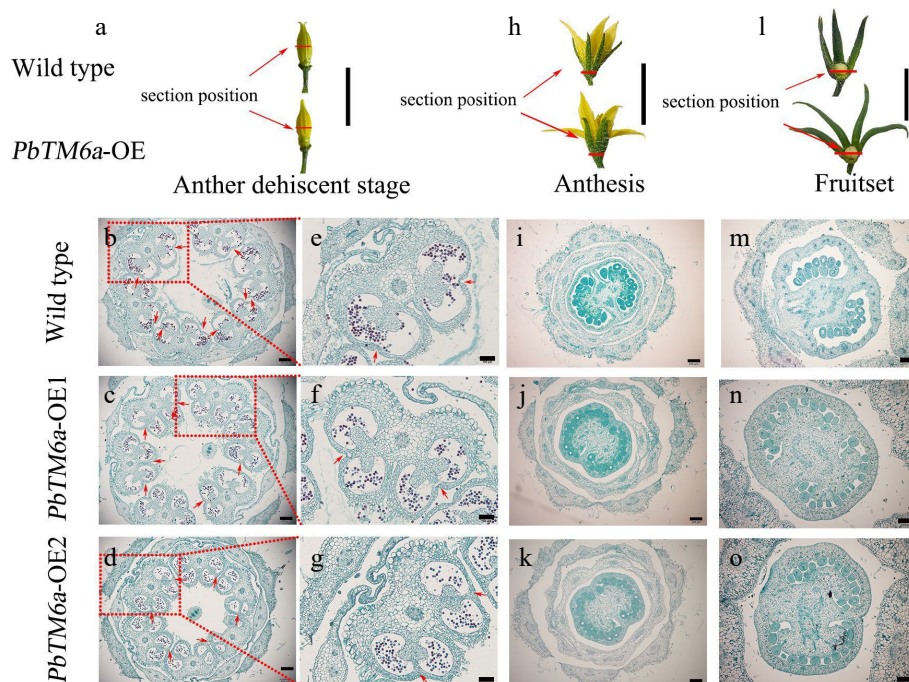 a
h
l
Wild type
section position
section position
section position
PbTM6a-OE
Anther dehiscent stage
Anthesis
Fruitset
Wild type
b
e
i
m
PbTM6a-OE1
c
f
j
n
PbTM6a-OE2
d
g
k
o